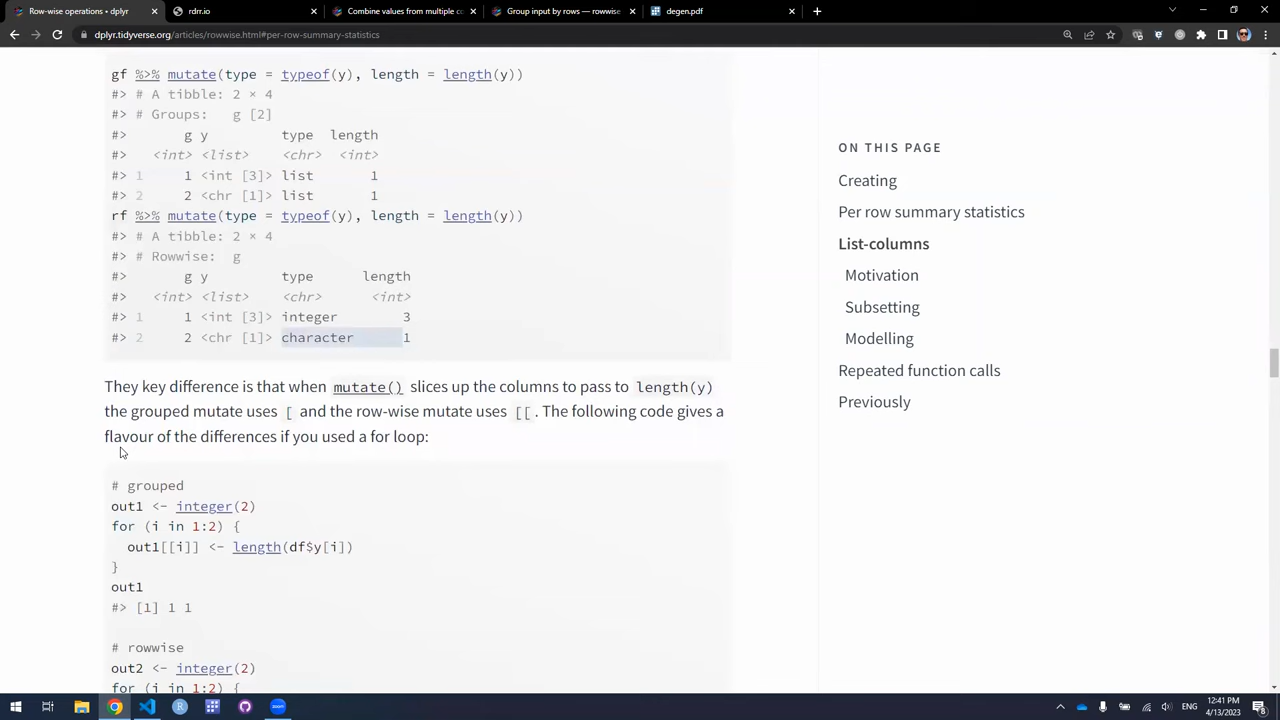 Row-wise operations • dplyr
rdrr.io
Combine values from multiple co
Group input by rows — rowwise
degen.pdf
dplyr.tidyverse.org/articles/rowwise.html#per-row-summary-statistics
gf %>% mutate(type = typeof(y), length = length(y))
#> # A tibble: 2 × 4
#> # Groups:   g [2]
#>       g y         type  length
#>   <int> <list>    <chr>  <int>
#> 1     1 <int [3]> list       1
#> 2     2 <chr [1]> list       1
rf %>% mutate(type = typeof(y), length = length(y))
#> # A tibble: 2 × 4
#> # Rowwise:  g
#>       g y         type      length
#>   <int> <list>    <chr>      <int>
#> 1     1 <int [3]> integer        3
#> 2     2 <chr [1]> character      1
They key difference is that when mutate() slices up the columns to pass to length(y)
the grouped mutate uses [ and the row-wise mutate uses [[. The following code gives a
flavour of the differences if you used a for loop:
# grouped
out1 <- integer(2)
for (i in 1:2) {
  out1[[i]] <- length(df$y[i])
}
out1
#> [1] 1 1
# rowwise
out2 <- integer(2)
for (i in 1:2) {
ON THIS PAGE
Creating
Per row summary statistics
List-columns
Motivation
Subsetting
Modelling
Repeated function calls
Previously
ENG
12:41 PM
4/13/2023